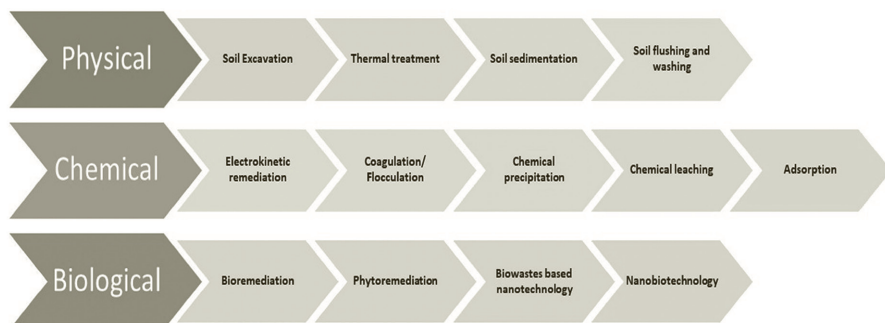 Physical
Soil Excavation
Thermal treatment
Soil sedimentation
Soil flushing and
washing
Chemical
Electrokinetic
remediation
Coagulation/
Flocculation
Chemical
precipitation
Chemical leaching
Adsorption
Biological
Bioremediation
Phytoremediation
Biowastes based
nanotechnology
Nanobiotechnology